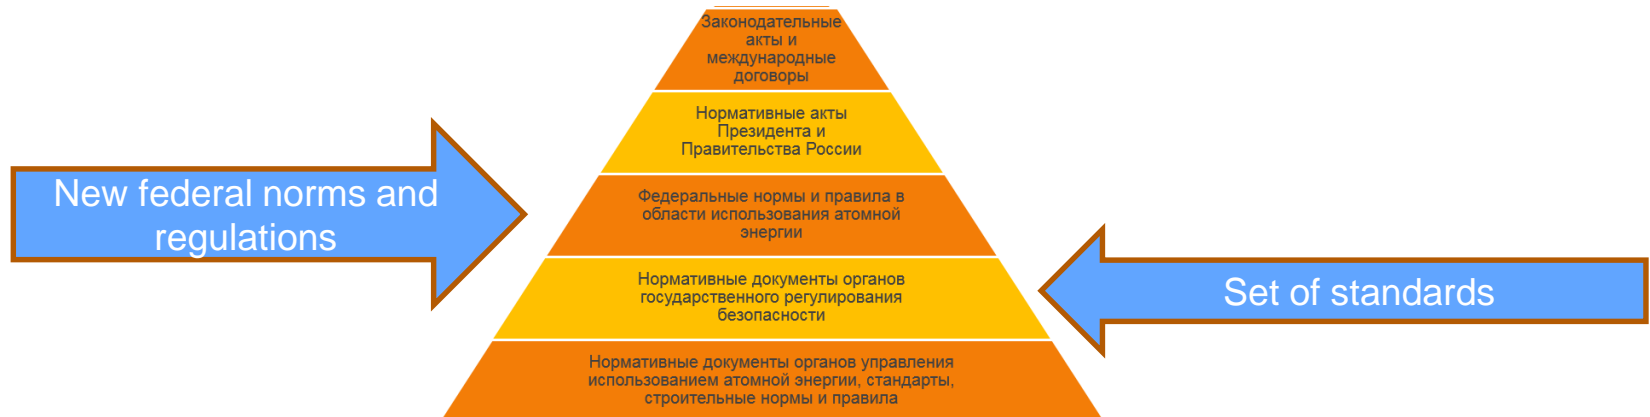 Законодательные
акты и
международные
договоры
Нормативные акты
Президента и
Правительства России
New federal norms and
regulations
Федеральные нормы и правила в
области использования атомной
энергии
Нормативные документы органов
государственного регулирования
безопасности
Set of standards
Нормативные документы органов управления
использованием атомной энергии, стандарты,
строительные нормы и правила